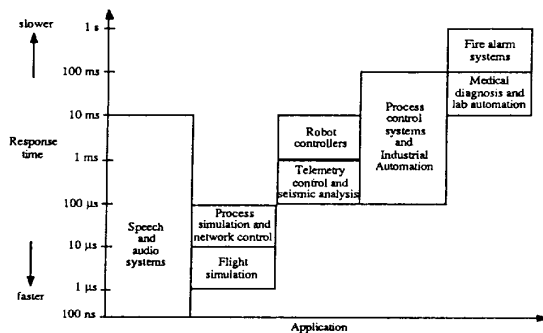 slower
1 s
100 ms
10 ms
Response
time
1 ms
100 µs
10 µs
1 µs
faster
100 ns
Speech
and
audio
systems
Process
simulation and
network control
Flight
simulation
Robot
controllers
Telemetry
control and
seismic analysis
Process
control
systems
and
Industrial
Automation
Fire alarm
systems
Medical
diagnosis and
lab automation
Application